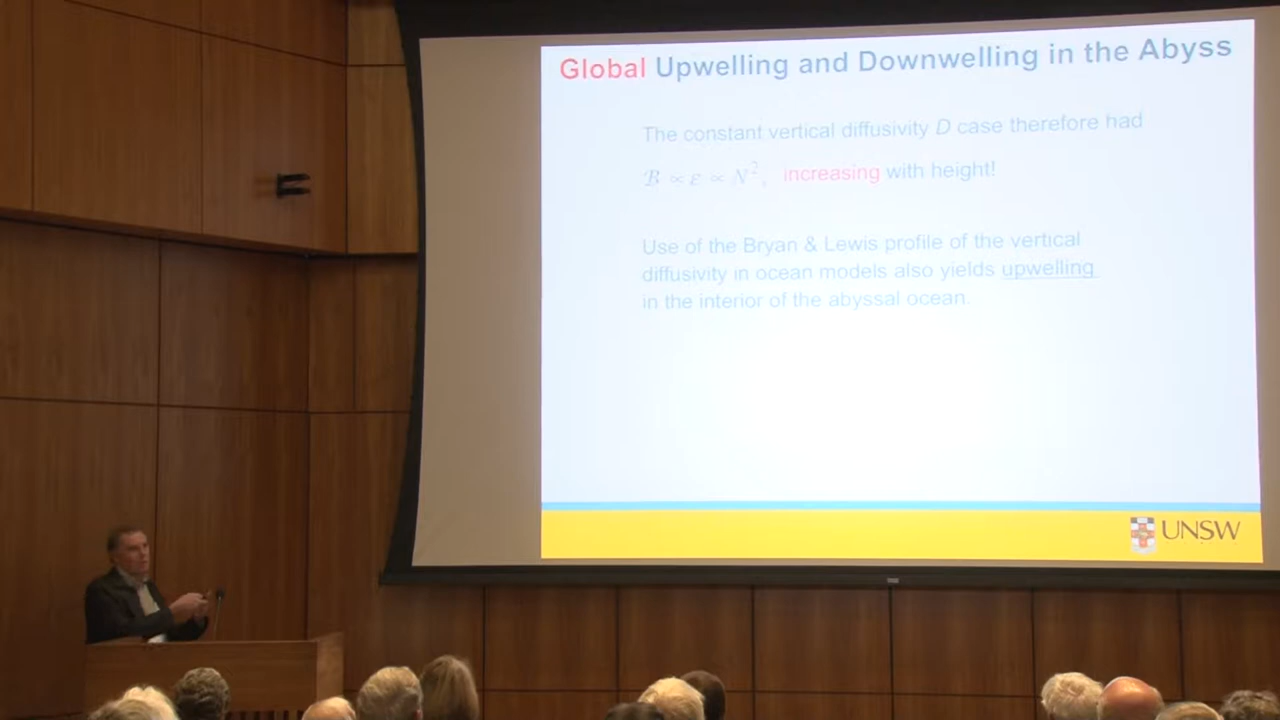 Global Upwelling and Downwelling in the Abyss
The constant vertical diffusivity D case therefore had
ℬ ∝ ε ∝ N², increasing with height!
Use of the Bryan & Lewis profile of the vertical
diffusivity in ocean models also yields upwelling
in the interior of the abyssal ocean.
UNSW